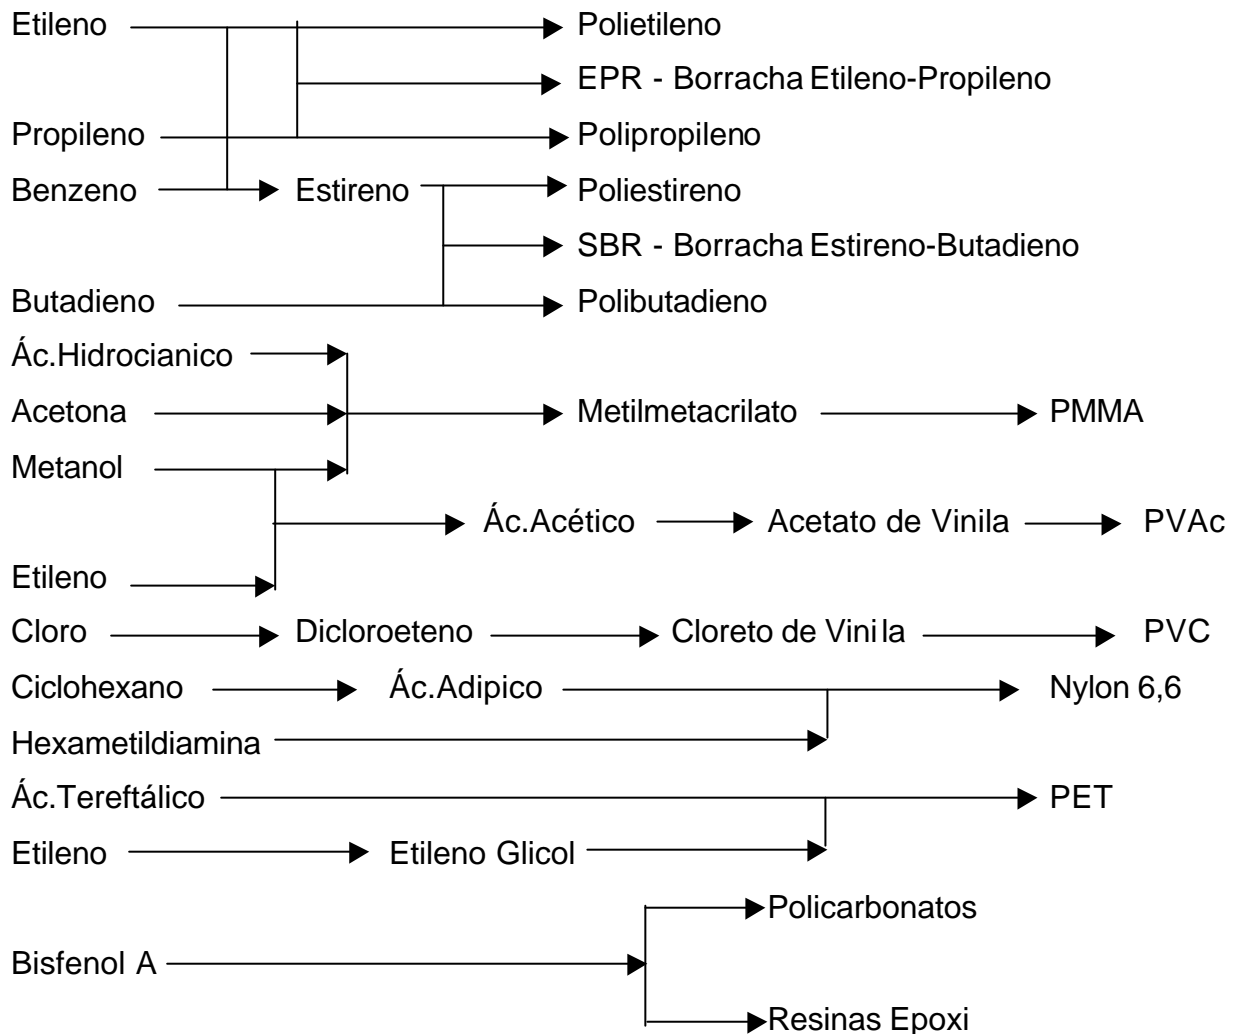 Etileno Polietileno
EPR - Borracha Etileno-Propileno
Propileno Polipropileno
Benzeno Estireno Poliestireno
SBR - Borracha Estireno-Butadieno
Butadieno Polibutadieno
Ác.Hidrocianico
Acetona Metilmetacrilato PMMA
Metanol
Ác.Acético Acetato de Vinila PVAc
Etileno
Cloro Dicloroeteno Cloreto de Vinila PVC
Ciclohexano Ác.Adipico Nylon 6,6
Hexametildiamina
Ác.Tereftálico PET
Etileno Etileno Glicol
Policarbonatos
Bisfenol A
Resinas Epoxi